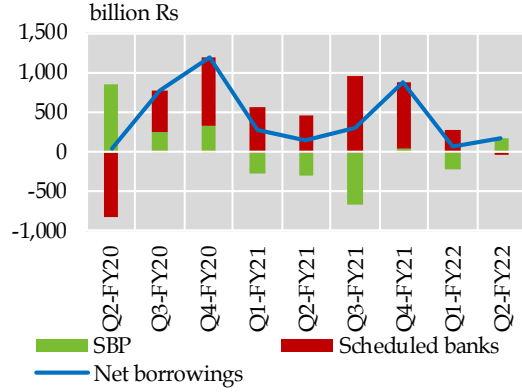 billion Rs
1,500
1,000
500
0
-500
-1,000
Q2-FY20
Q3-FY20
Q4-FY20
Q1-FY21
Q2-FY21
Q3-FY21
Q4-FY21
Q1-FY22
Q2-FY22
SBP
Scheduled banks
Net borrowings